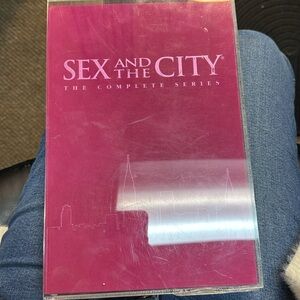 SEX AND THE CITY®
THE COMPLETE SERIES